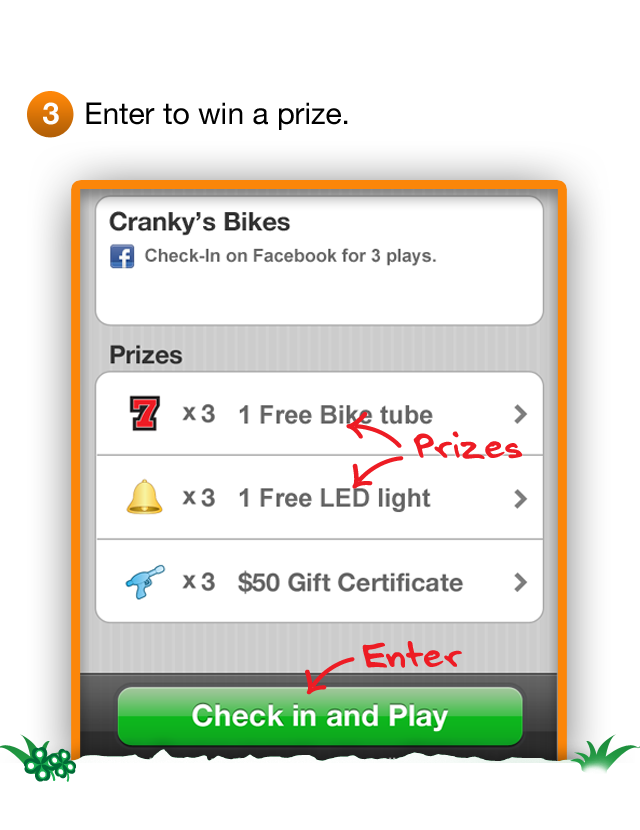 3 Enter to win a prize.
Cranky's Bikes
Check-In on Facebook for 3 plays.
Prizes
7 x 3 1 Free Bike tube
Prizes
x 3 1 Free LED light
x 3 $50 Gift Certificate
Enter
Check in and Play